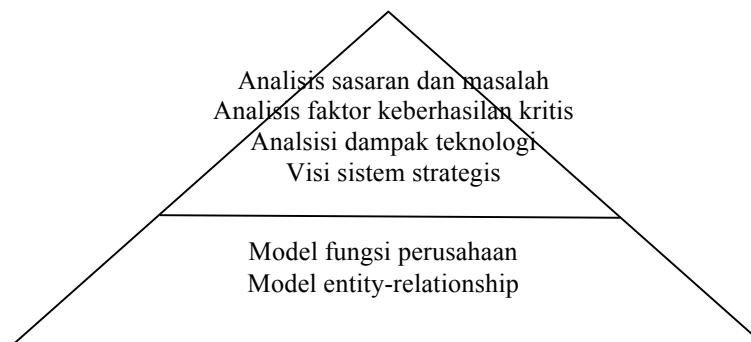 Analisis sasaran dan masalah
Analisis faktor keberhasilan kritis
Analsisi dampak teknologi
Visi sistem strategis
Model fungsi perusahaan
Model entity-relationship